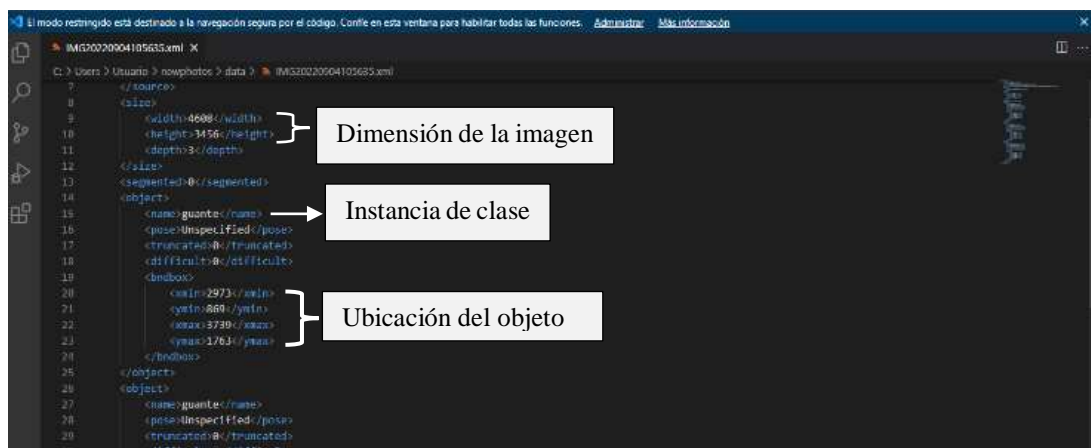 El modo restringido está destinado a la navegación segura por el código. Confíe en esta ventana para habilitar todas las funciones. Administrar Más información
IMG20220904105635.xml
C: > Users > Usuario > nowphotos > data > IMG20220904105635.xml
7 </source>
8 <size>
9 <width>4608</width>
10 <height>3456</height>
11 <depth>3</depth>
12 </size>
13 <segmented>0</segmented>
14 <object>
15 <name>guante</name>
16 <pose>Unspecified</pose>
17 <truncated>0</truncated>
18 <difficult>0</difficult>
19 <bndbox>
20 <xmin>2973</xmin>
21 <ymin>869</ymin>
22 <xmax>3739</xmax>
23 <ymax>1763</ymax>
24 </bndbox>
25 </object>
26 <object>
27 <name>guante</name>
28 <pose>Unspecified</pose>
29 <truncated>0</truncated>
Dimensión de la imagen
Instancia de clase
Ubicación del objeto